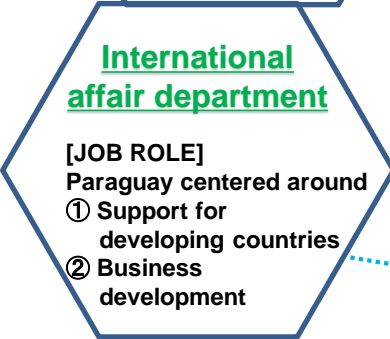 International
affair department
[JOB ROLE]
Paraguay centered around
① Support for
developing countries
② Business
development